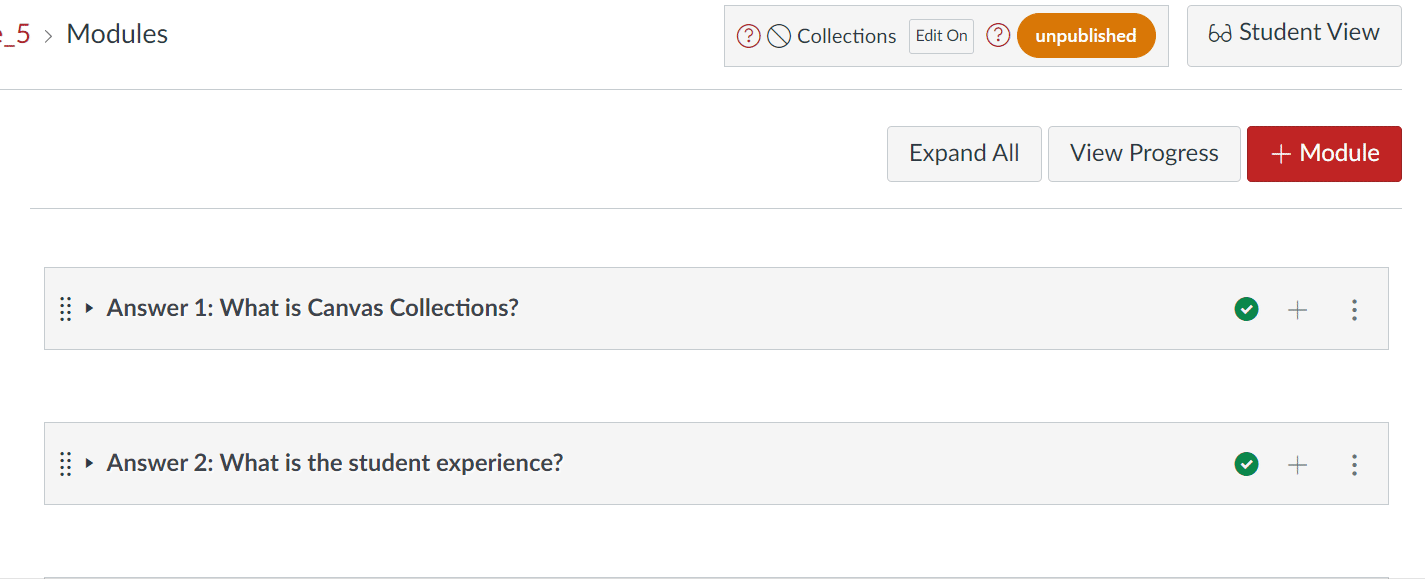 _5 > Modules
? Collections Edit On ? unpublished
Student View
Expand All
View Progress
+ Module
Answer 1: What is Canvas Collections?
Answer 2: What is the student experience?